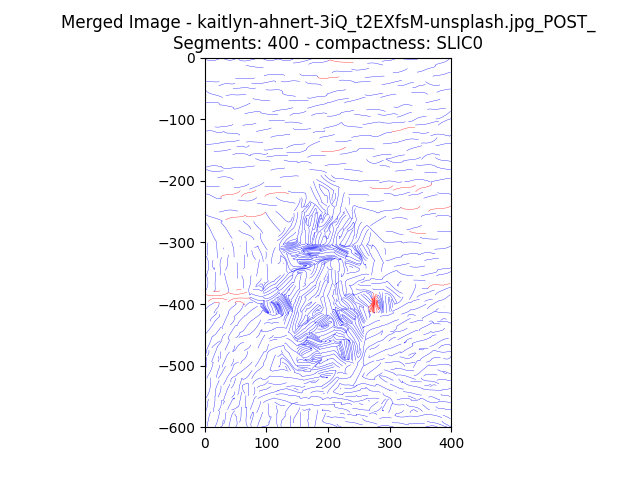 Merged Image - kaitlyn-ahnert-3iQ_t2EXfsM-unsplash.jpg_POST_
Segments: 400 - compactness: SLIC0
0
−100
−200
−300
−400
−500
−600
0 100 200 300 400